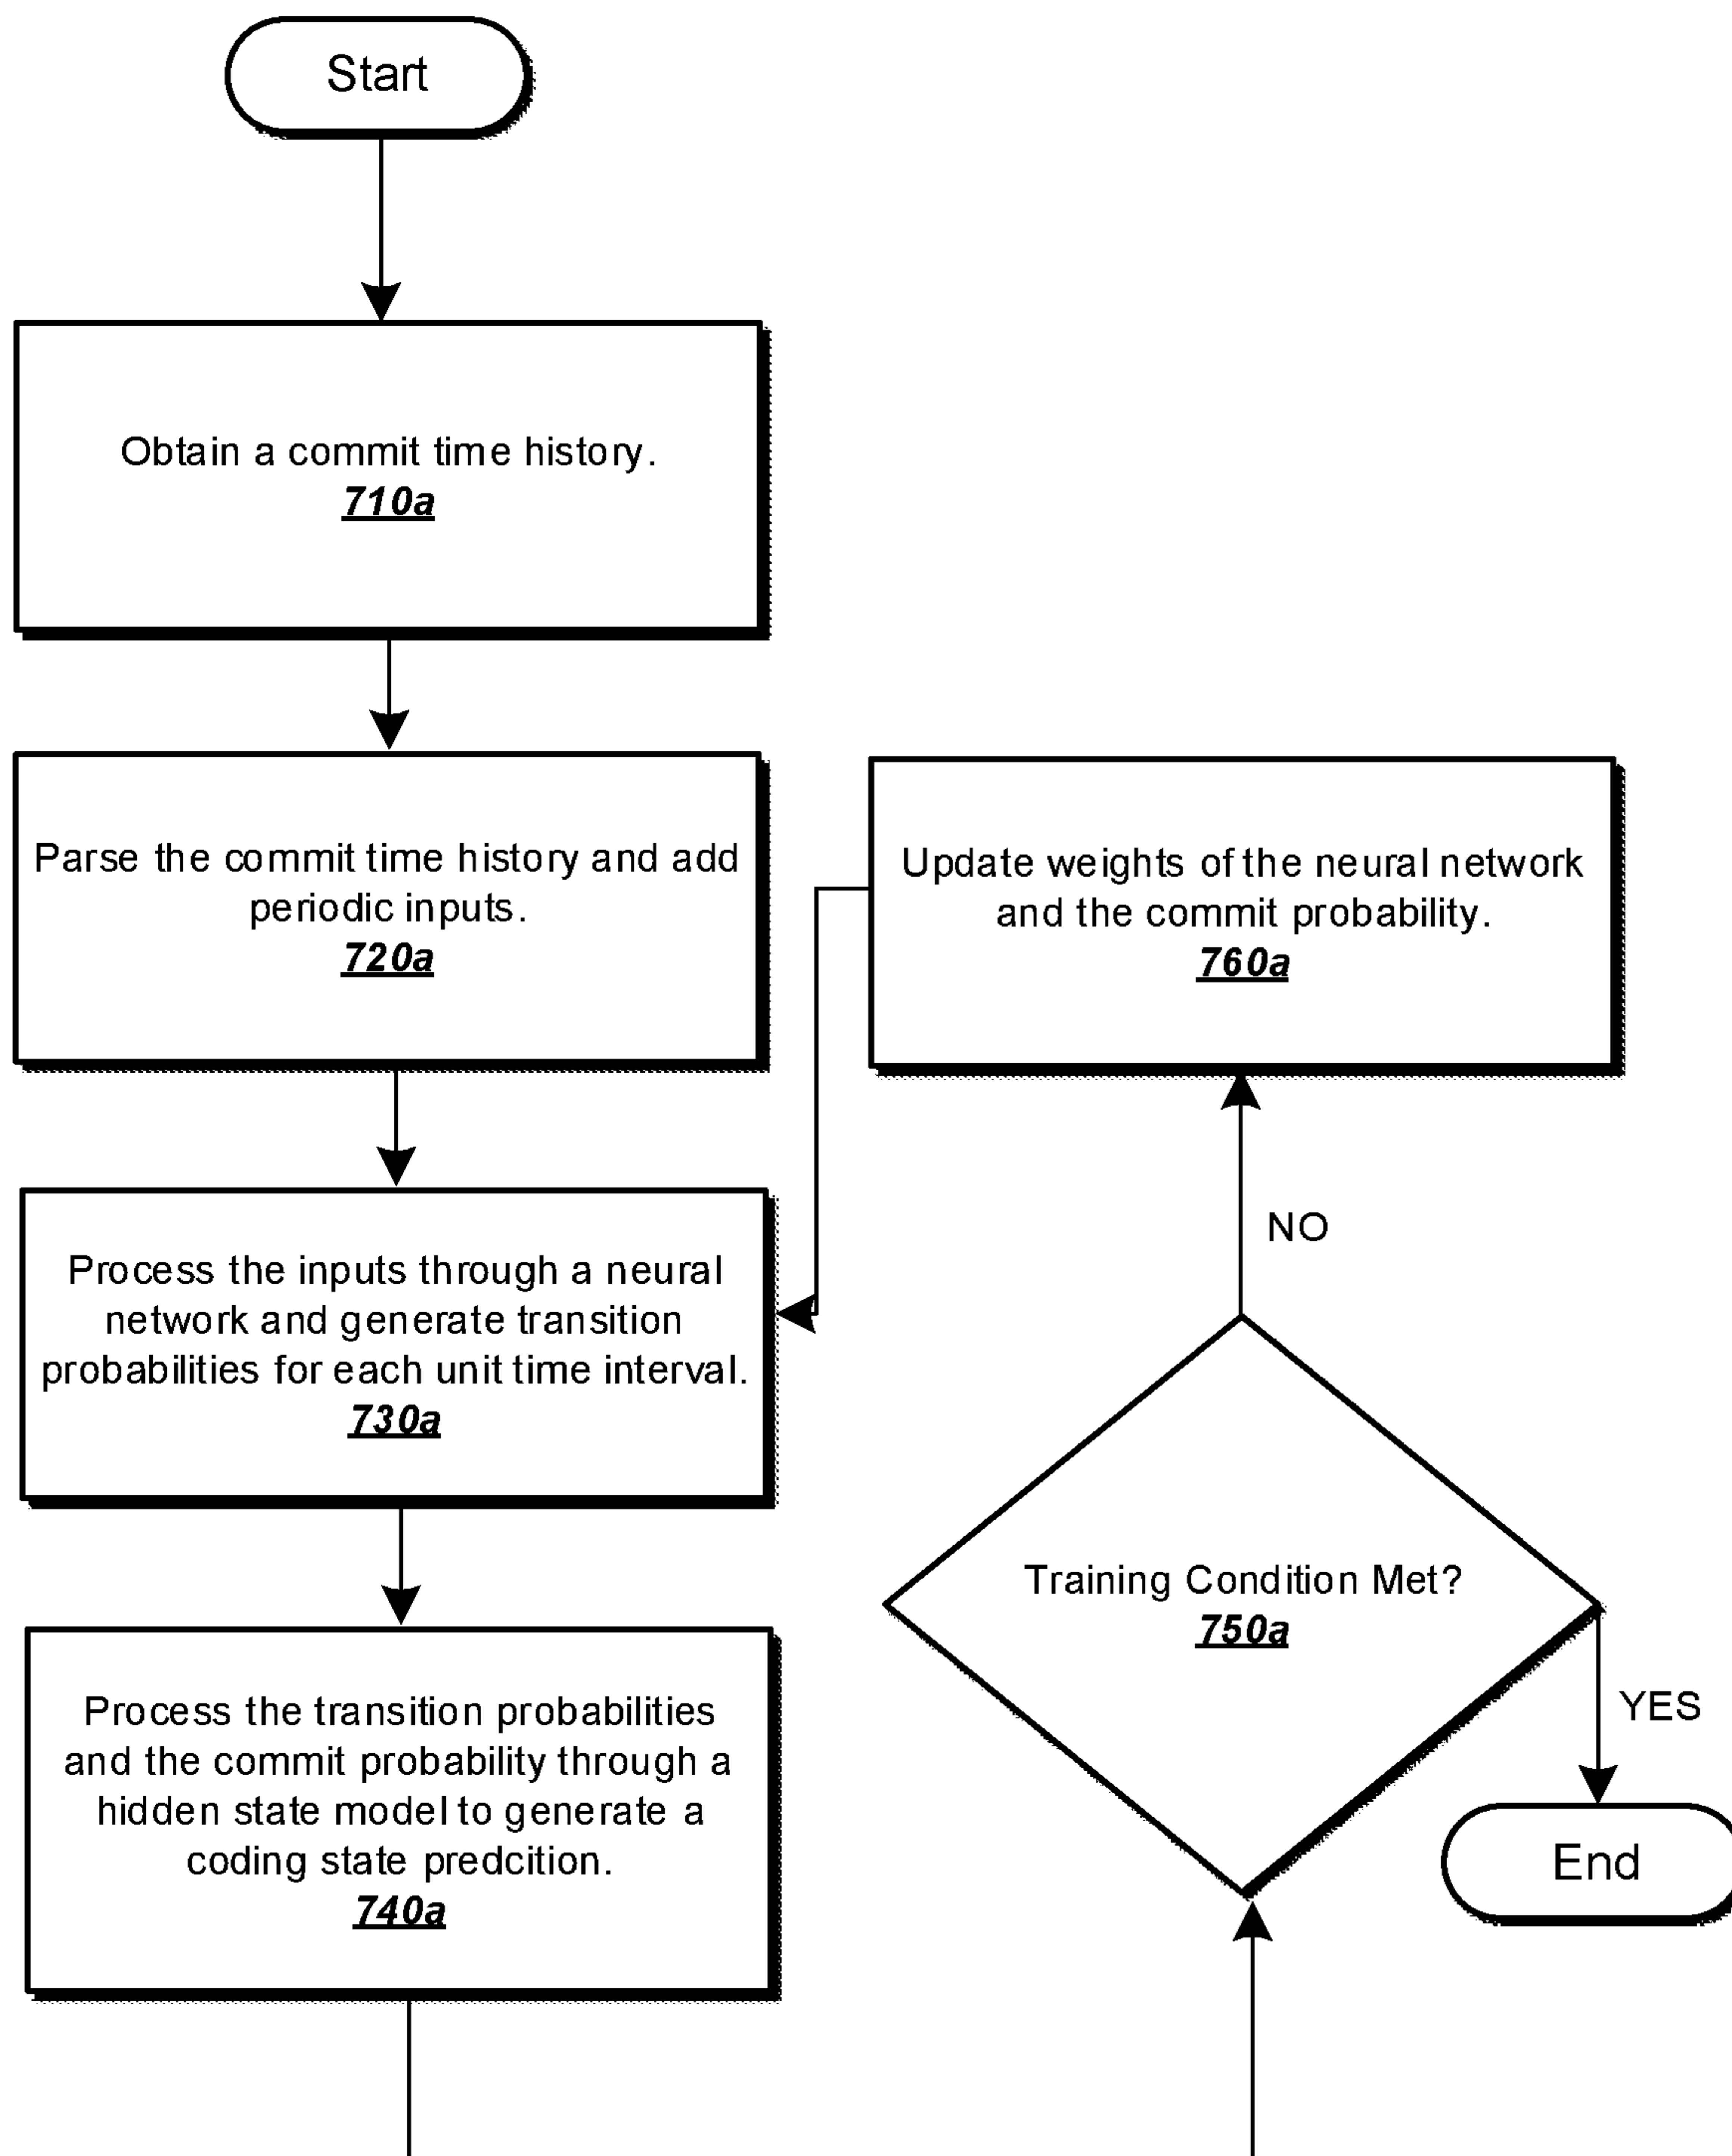 Start
Obtain a commit time history.
710a
Parse the commit time history and add
periodic inputs.
720a
Process the inputs through a neural
network and generate transition
probabilities for each unit time interval.
730a
Process the transition probabilities
and the commit probability through a
hidden state model to generate a
coding state predcition.
740a
Update weights of the neural network
and the commit probability.
760a
NO
Training Condition Met?
750a
YES
End